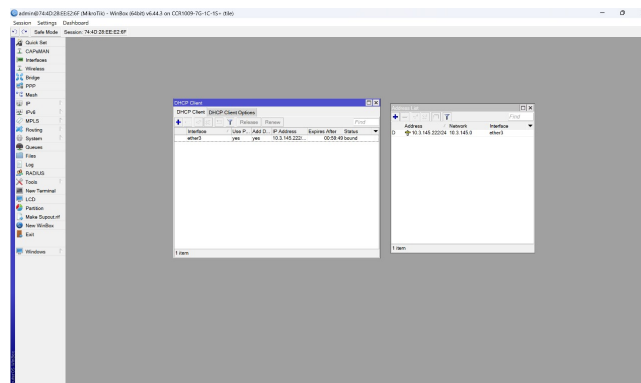 admin@74:4D:28:EE:E2:6F (MikroTik) - WinBox (64bit) v6.44.3 on CCR1009-7G-1C-1S+ (tile)
Session Settings Dashboard
Safe Mode Session: 74:4D:28:EE:E2:6F
Quick Set
CAPsMAN
Interfaces
Wireless
Bridge
PPP
Mesh
IP
IPv6
MPLS
Routing
System
Queues
Files
Log
RADIUS
Tools
New Terminal
LCD
Partition
Make Supout.rif
New WinBox
Exit
Windows
DHCP Client
DHCP Client DHCP Client Options
Release Renew Find
Interface Use P... Add D... IP Address Expires After Status
ether3 yes yes 10.3.145.222/... bound
1 item
Address List
Find
Address Network Interface
D 10.3.145.222/24 10.3.145.0 ether3
1 item